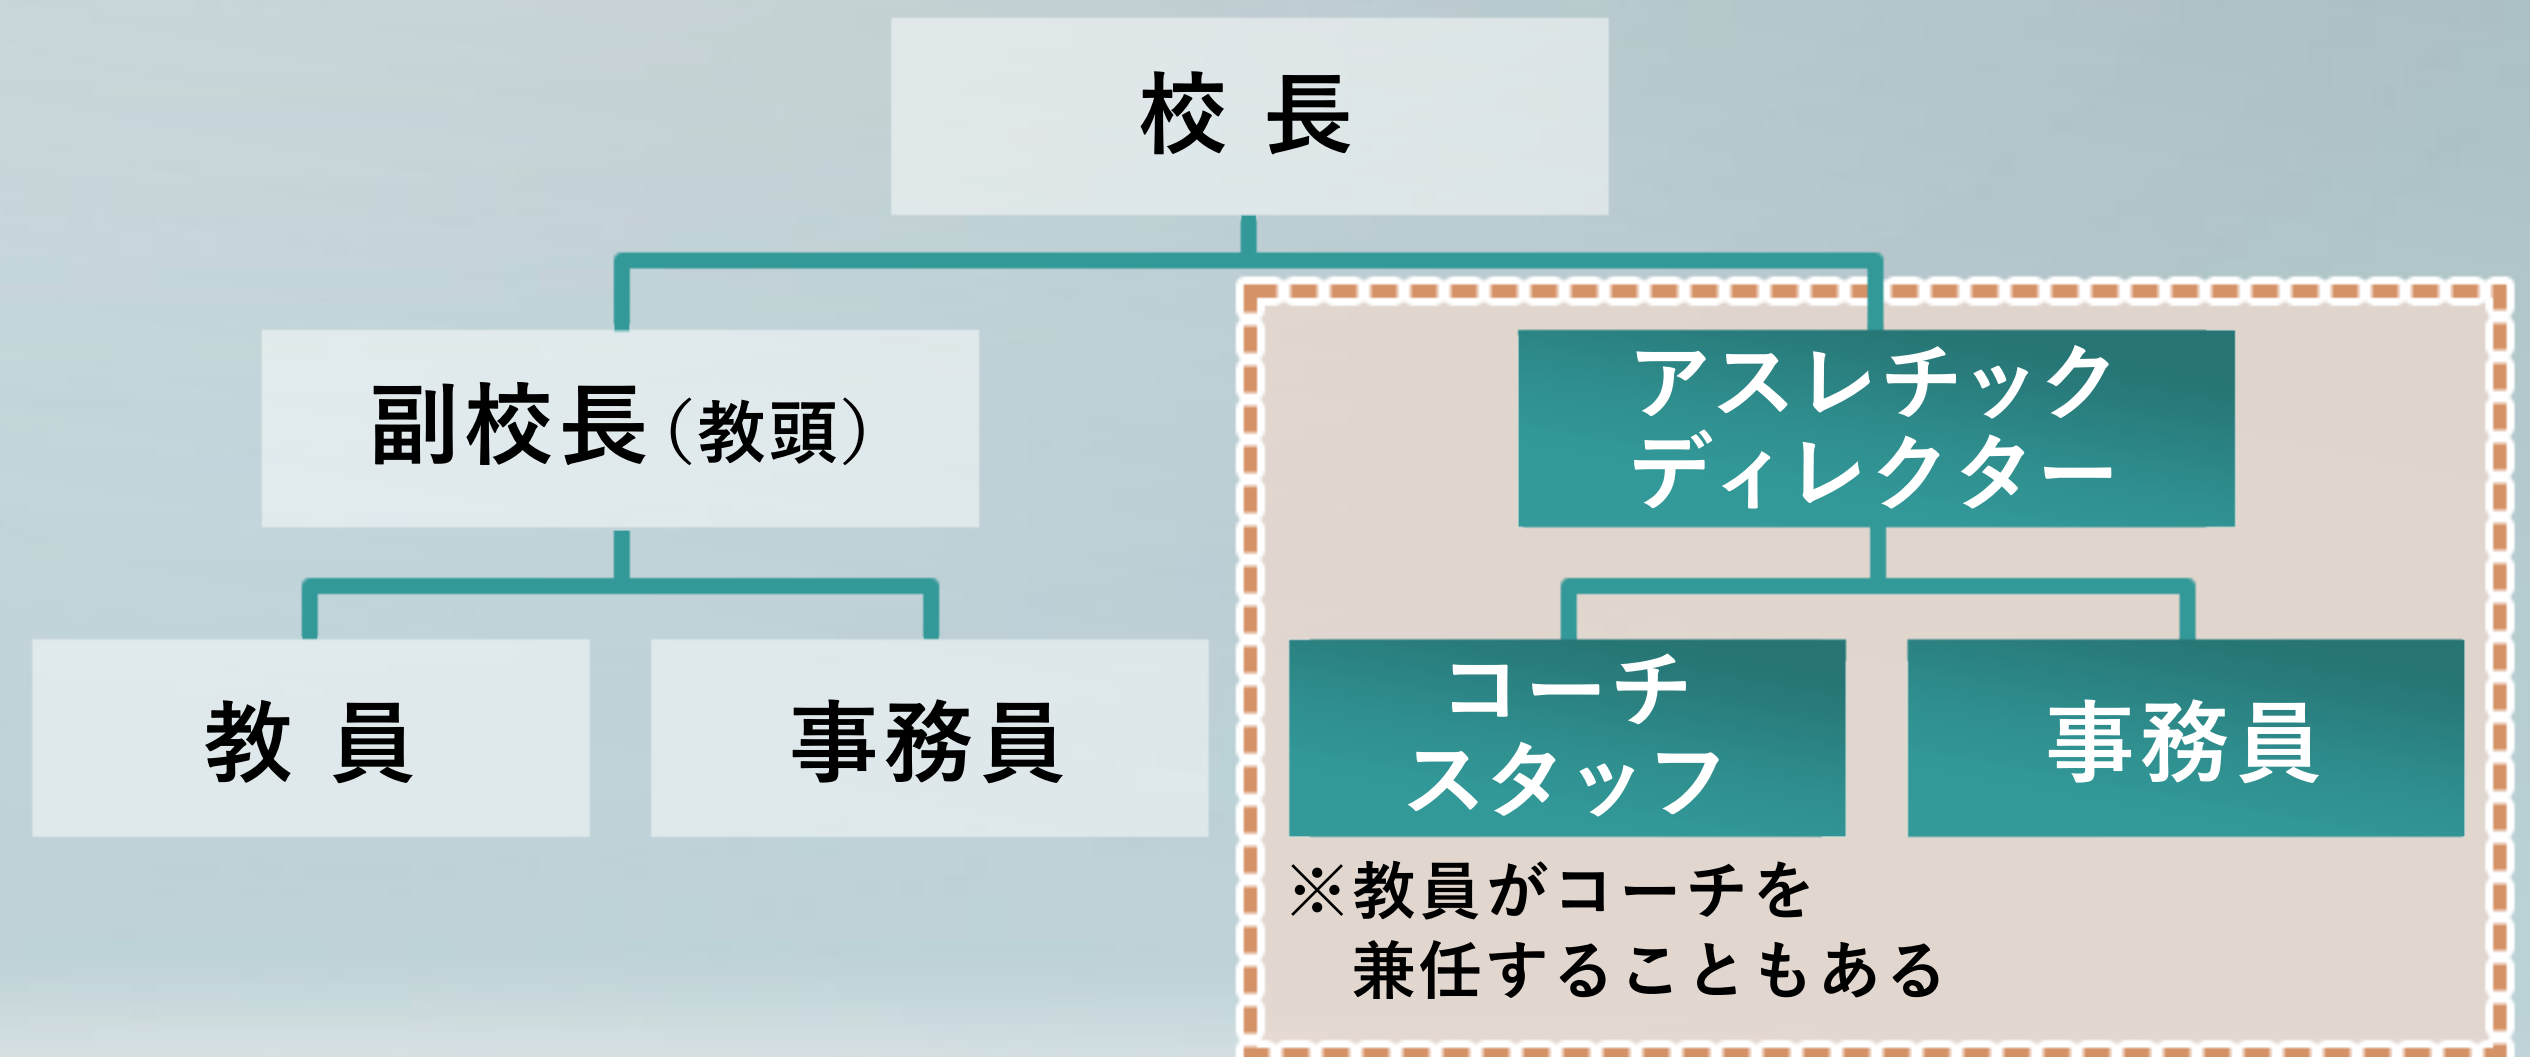 校 長
副校長（教頭）
アスレチック
ディレクター
教 員
事務員
コーチ
スタッフ
事務員
※教員がコーチを
兼任することもある